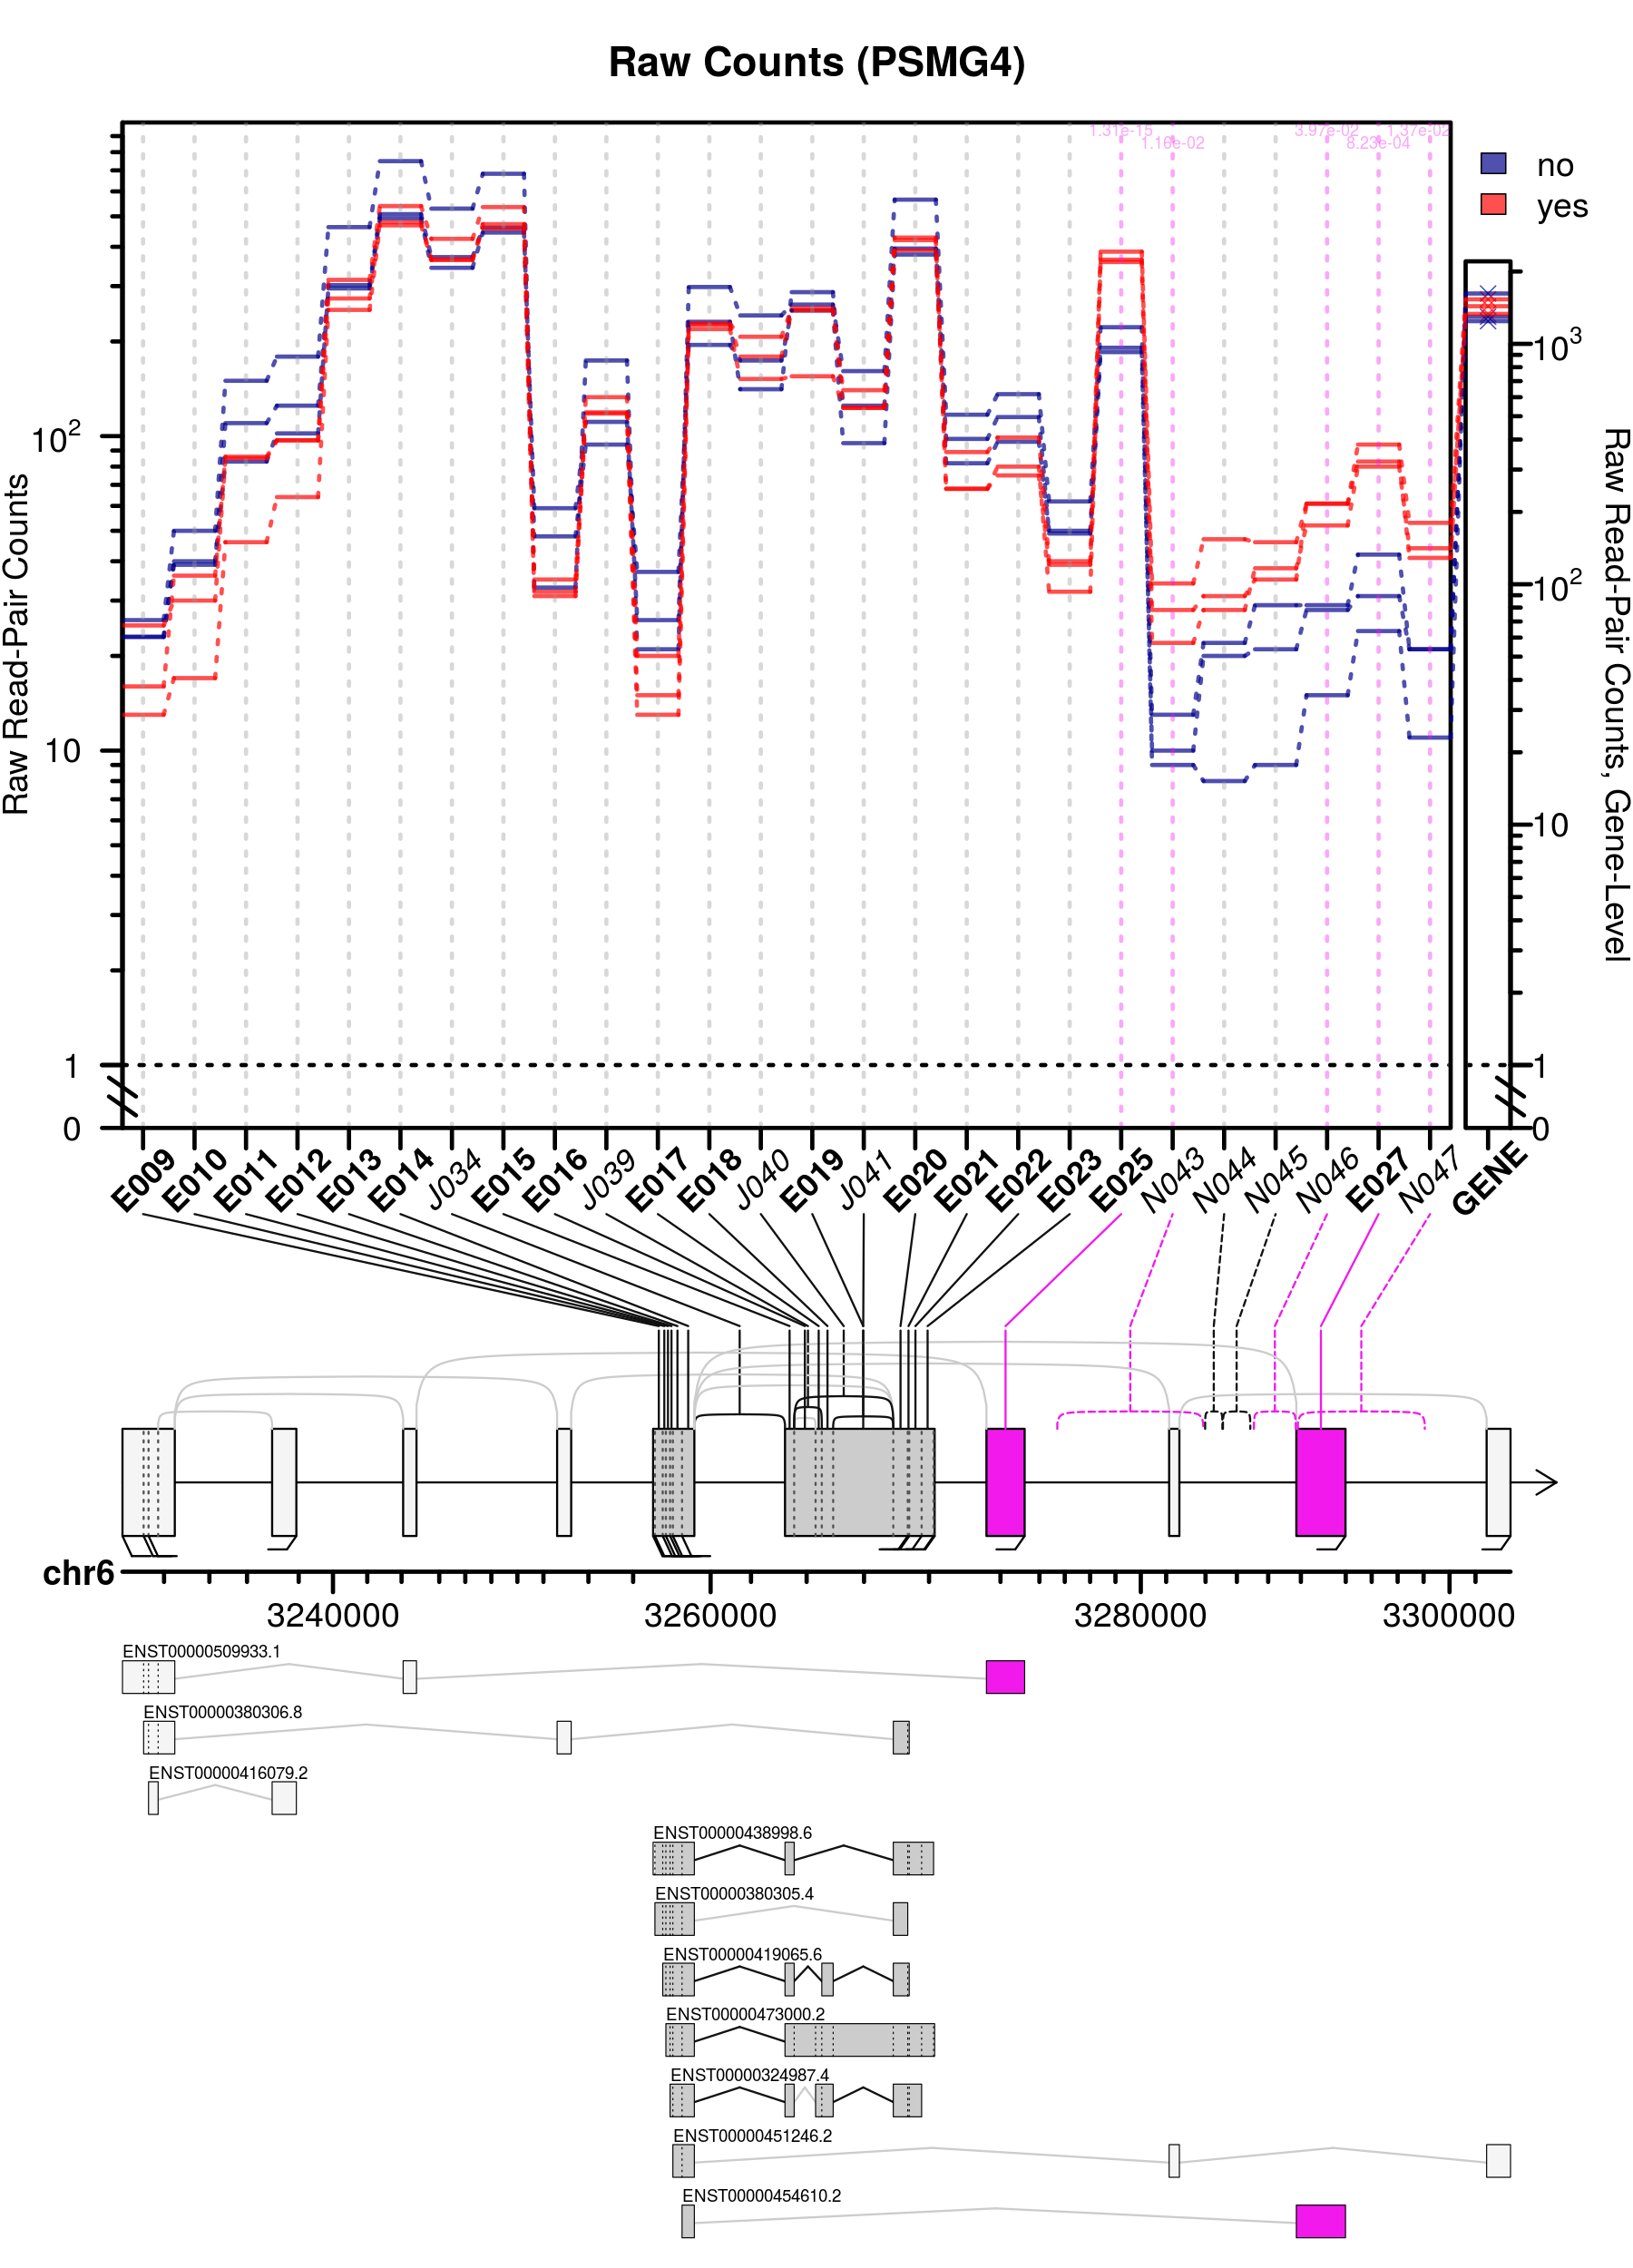 Raw Counts (PSMG4)
1.31e-15
1.16e-02
3.97e-02
8.23e-04
1.37e-02
no
yes
Raw Read-Pair Counts
10²
10
1
0
10³
10²
10
1
0
Raw Read-Pair Counts, Gene-Level
E009 E010 E011 E012 E013 E014 J034 E015 E016 J039 E017 E018 J040 E019 J041 E020 E021 E022 E023 E025 N043 N044 N045 N046 E027 N047 GENE
chr6
3240000 3260000 3280000 3300000
ENST00000509933.1
ENST00000380306.8
ENST00000416079.2
ENST00000438998.6
ENST00000380305.4
ENST00000419065.6
ENST00000473000.2
ENST00000324987.4
ENST00000451246.2
ENST00000454610.2